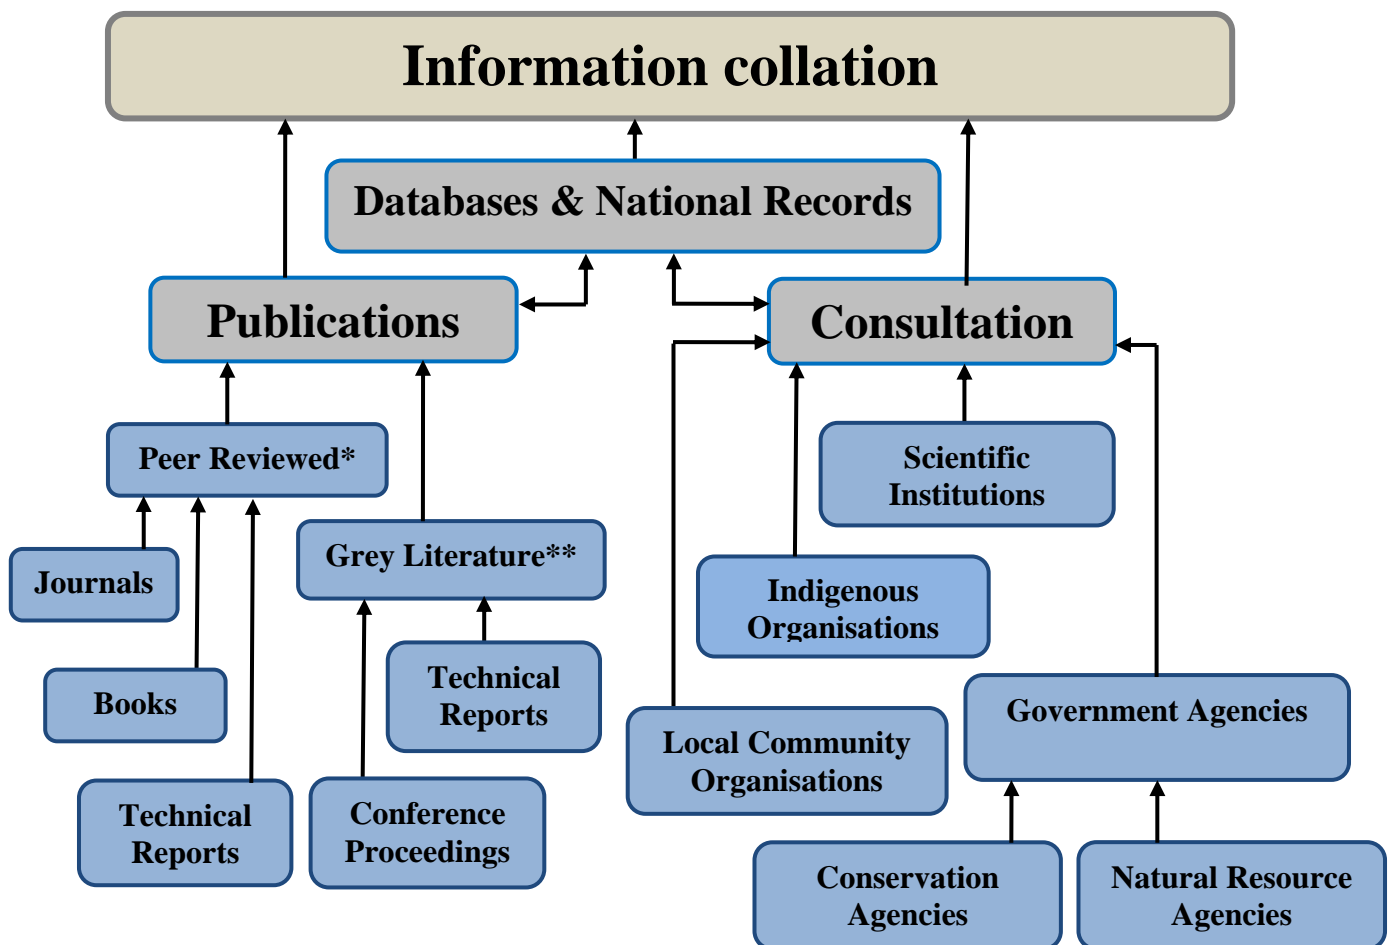 Information collation
Databases & National Records
Publications
Consultation
Peer Reviewed*
Scientific
Institutions
Grey Literature**
Journals
Indigenous
Organisations
Technical
Reports
Books
Government Agencies
Local Community
Organisations
Technical
Reports
Conference
Proceedings
Conservation
Agencies
Natural Resource
Agencies